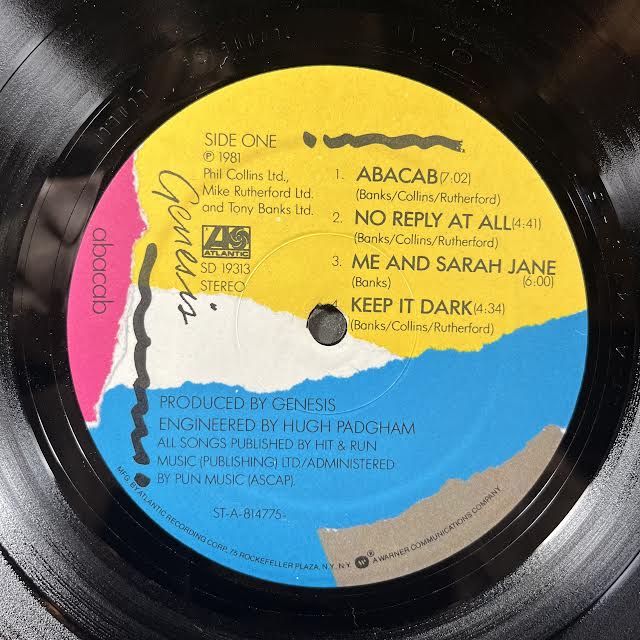 SIDE ONE
℗ 1981
Phil Collins Ltd.,
Mike Rutherford Ltd.
and Tony Banks Ltd.
ATLANTIC
SD 19313
STEREO
Genesis
abacab
1. ABACAB (7:02)
(Banks/Collins/Rutherford)
2. NO REPLY AT ALL (4:41)
(Banks/Collins/Rutherford)
3. ME AND SARAH JANE
(Banks) (6:00)
4. KEEP IT DARK (4:34)
(Banks/Collins/Rutherford)
PRODUCED BY GENESIS
ENGINEERED BY HUGH PADGHAM
ALL SONGS PUBLISHED BY HIT & RUN
MUSIC (PUBLISHING) LTD/ADMINISTERED
BY PUN MUSIC (ASCAP).
ST-A-814775-
MFG. BY ATLANTIC RECORDING CORP. 75 ROCKEFELLER PLAZA, N.Y. N.Y. ® A WARNER COMMUNICATIONS COMPANY